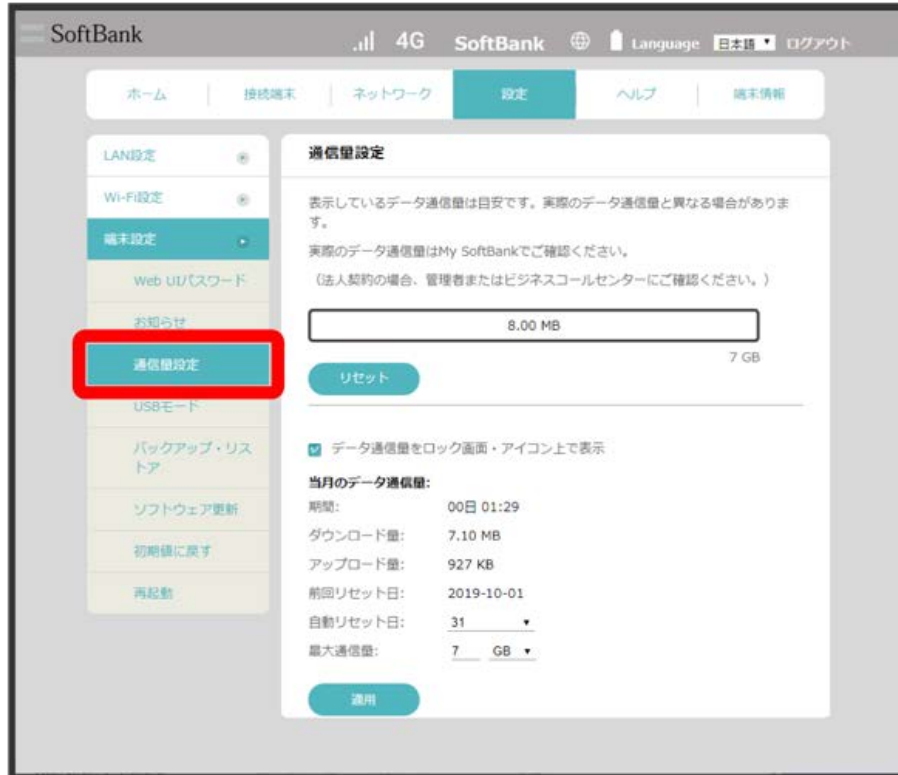 SoftBank
4G SoftBank Language 日本語 ログアウト
ホーム 接続端末 ネットワーク 設定 ヘルプ 端末情報
LAN設定
Wi-Fi設定
端末設定
Web UIパスワード
お知らせ
通信量設定
USBモード
バックアップ・リス
トア
ソフトウェア更新
初期値に戻す
再起動
通信量設定
表示しているデータ通信量は目安です。実際のデータ通信量と異なる場合がありま
す。
実際のデータ通信量はMy SoftBankでご確認ください。
（法人契約の場合、管理者またはビジネスコールセンターにご確認ください。）
8.00 MB
7 GB
リセット
データ通信量をロック画面・アイコン上で表示
当月のデータ通信量:
期間: 00日 01:29
ダウンロード量: 7.10 MB
アップロード量: 927 KB
前回リセット日: 2019-10-01
自動リセット日: 31
最大通信量: 7 GB
適用